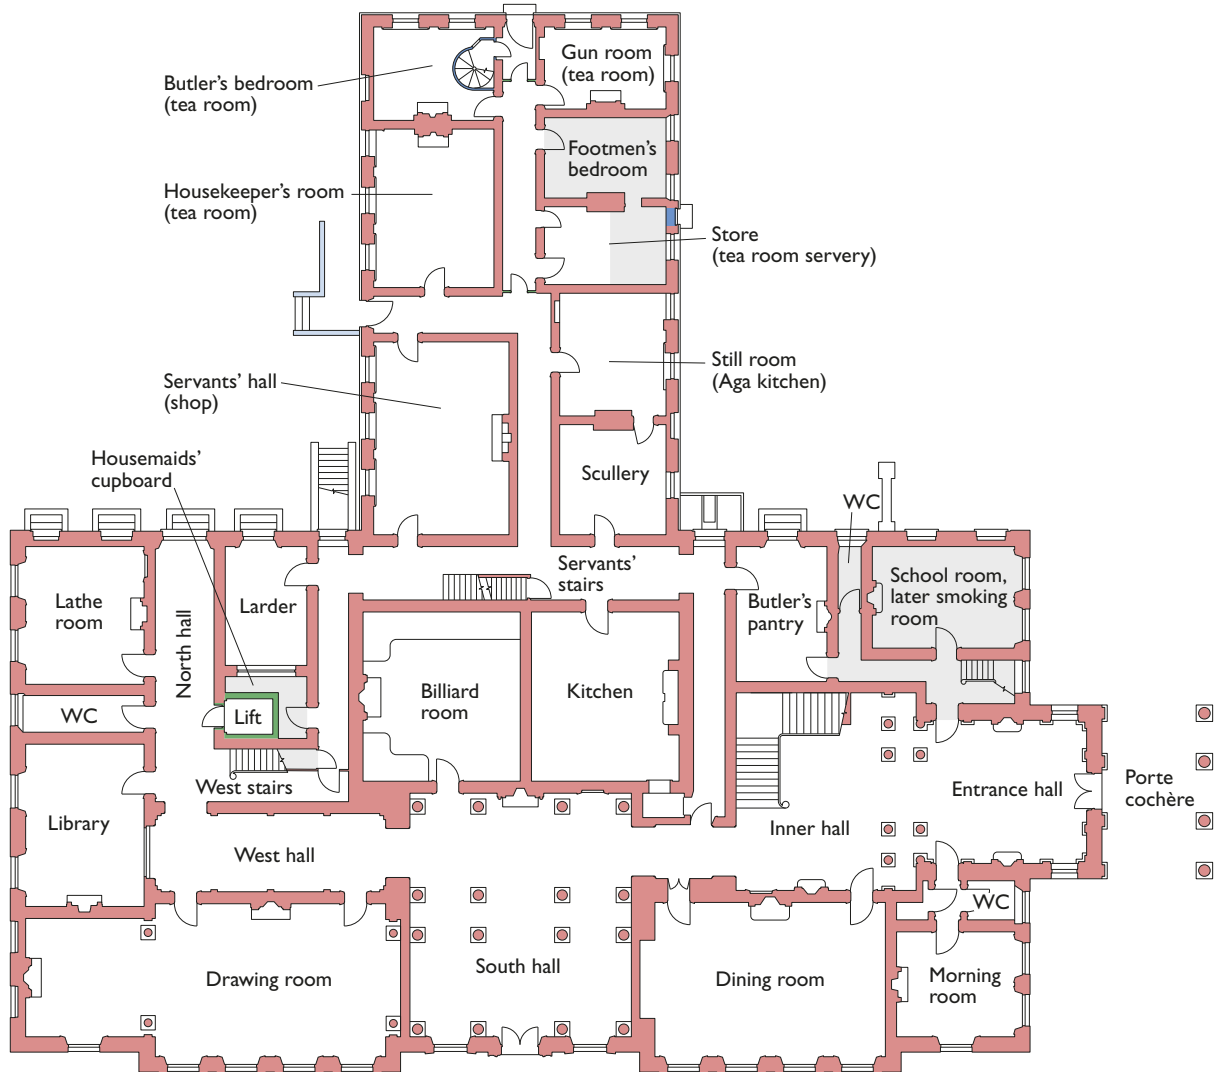 Gun room
(tea room)
Butler's bedroom
(tea room)
Footmen's
bedroom
Housekeeper's room
(tea room)
Store
(tea room servery)
Still room
(Aga kitchen)
Servants' hall
(shop)
Housemaids'
cupboard
Scullery
WC
Servants'
stairs
School room,
later smoking
room
Lathe
room
Larder
Butler's
pantry
North hall
Billiard
room
Kitchen
WC
Lift
West stairs
Entrance hall
Porte
cochère
Library
Inner hall
West hall
WC
South hall
Drawing room
Dining room
Morning
room